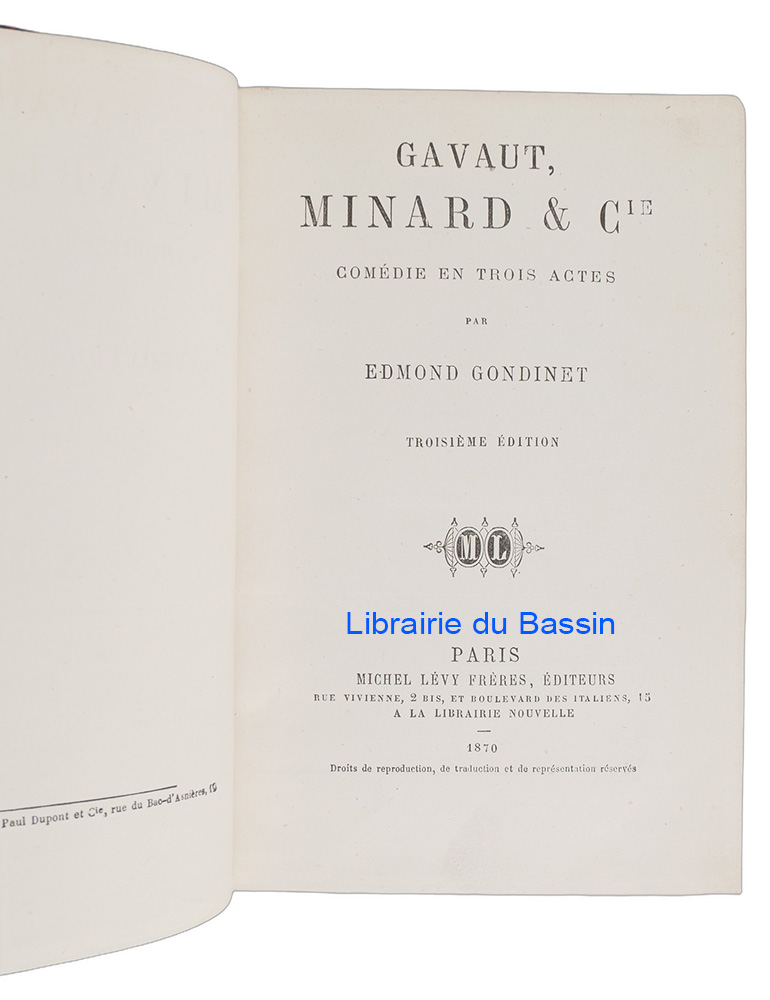 GAVAUT,
MINARD & CIE
COMÉDIE EN TROIS ACTES
PAR
EDMOND GONDINET
TROISIÈME ÉDITION
ML
Librairie du Bassin
PARIS
MICHEL LÉVY FRÈRES, ÉDITEURS
RUE VIVIENNE, 2 BIS, ET BOULEVARD DES ITALIENS, 15
A LA LIBRAIRIE NOUVELLE
1870
Droits de reproduction, de traduction et de représentation réservés
Paul Dupont et Cie, rue du Bac-d'Asnières,